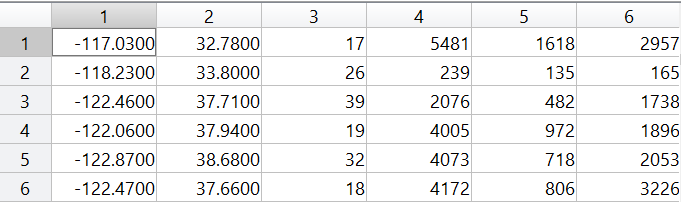 1 2 3 4 5 6
1 -117.0300 32.7800 17 5481 1618 2957
2 -118.2300 33.8000 26 239 135 165
3 -122.4600 37.7100 39 2076 482 1738
4 -122.0600 37.9400 19 4005 972 1896
5 -122.8700 38.6800 32 4073 718 2053
6 -122.4700 37.6600 18 4172 806 3226